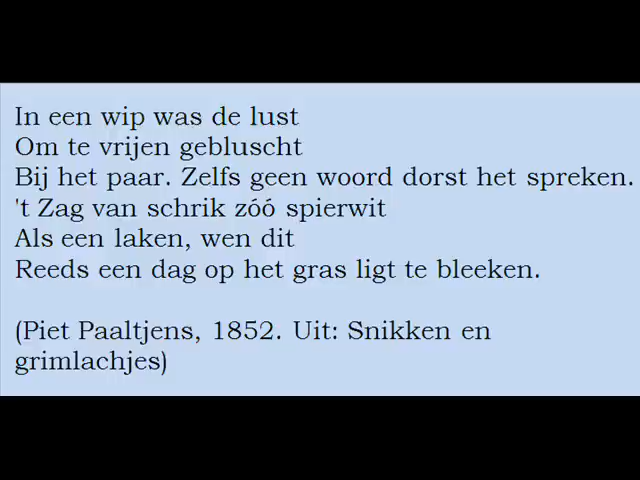 In een wip was de lust
Om te vrijen gebluscht
Bij het paar. Zelfs geen woord dorst het spreken.
't Zag van schrik zóó spierwit
Als een laken, wen dit
Reeds een dag op het gras ligt te bleeken.
(Piet Paaltjens, 1852. Uit: Snikken en
grimlachjes)